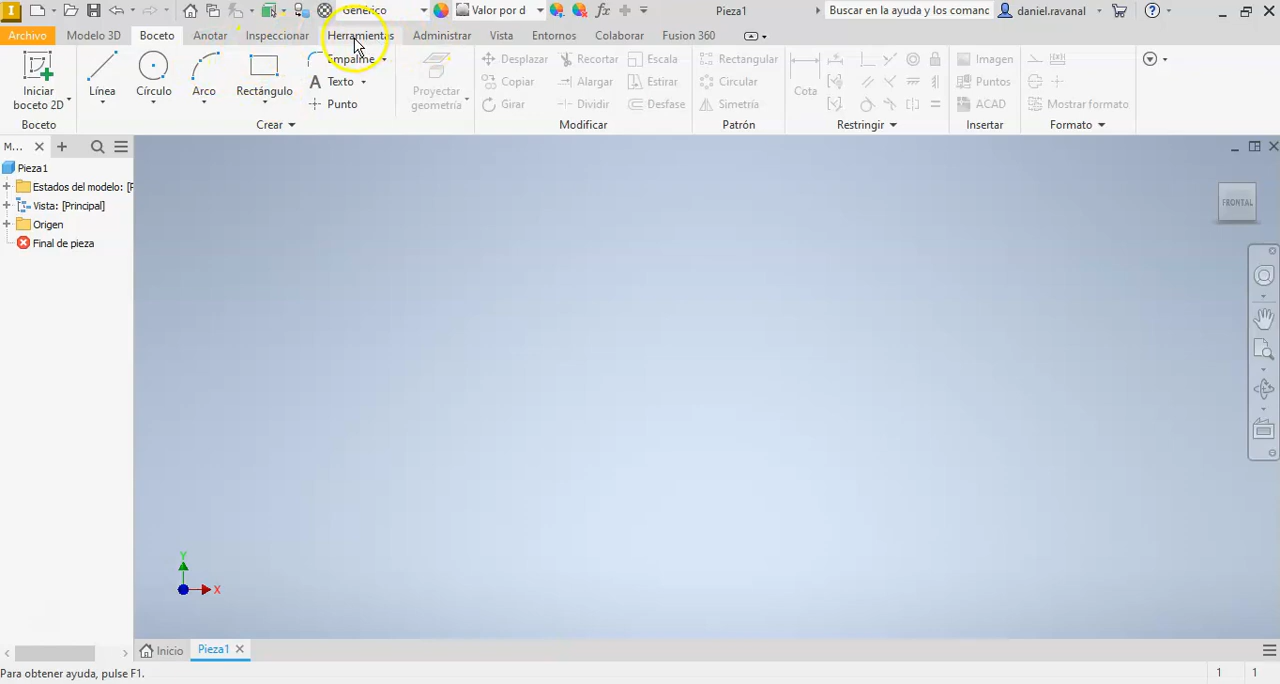 Genérico
Valor por d
Pieza1
Buscar en la ayuda y los comanc
daniel.ravanal
Archivo
Modelo 3D
Boceto
Anotar
Inspeccionar
Herramientas
Administrar
Vista
Entornos
Colaborar
Fusion 360
Iniciar
boceto 2D
Línea
Círculo
Arco
Rectángulo
Empalme
Texto
Punto
Proyectar
geometría
Desplazar
Copiar
Girar
Recortar
Alargar
Dividir
Escala
Estirar
Desfase
Rectangular
Circular
Simetría
Cota
Imagen
Puntos
ACAD
Mostrar formato
Boceto
Crear
Modificar
Patrón
Restringir
Insertar
Formato
M...
Pieza1
Estados del modelo: [F
Vista: [Principal]
Origen
Final de pieza
FRONTAL
Y
X
Inicio
Pieza1
Para obtener ayuda, pulse F1.
1
1